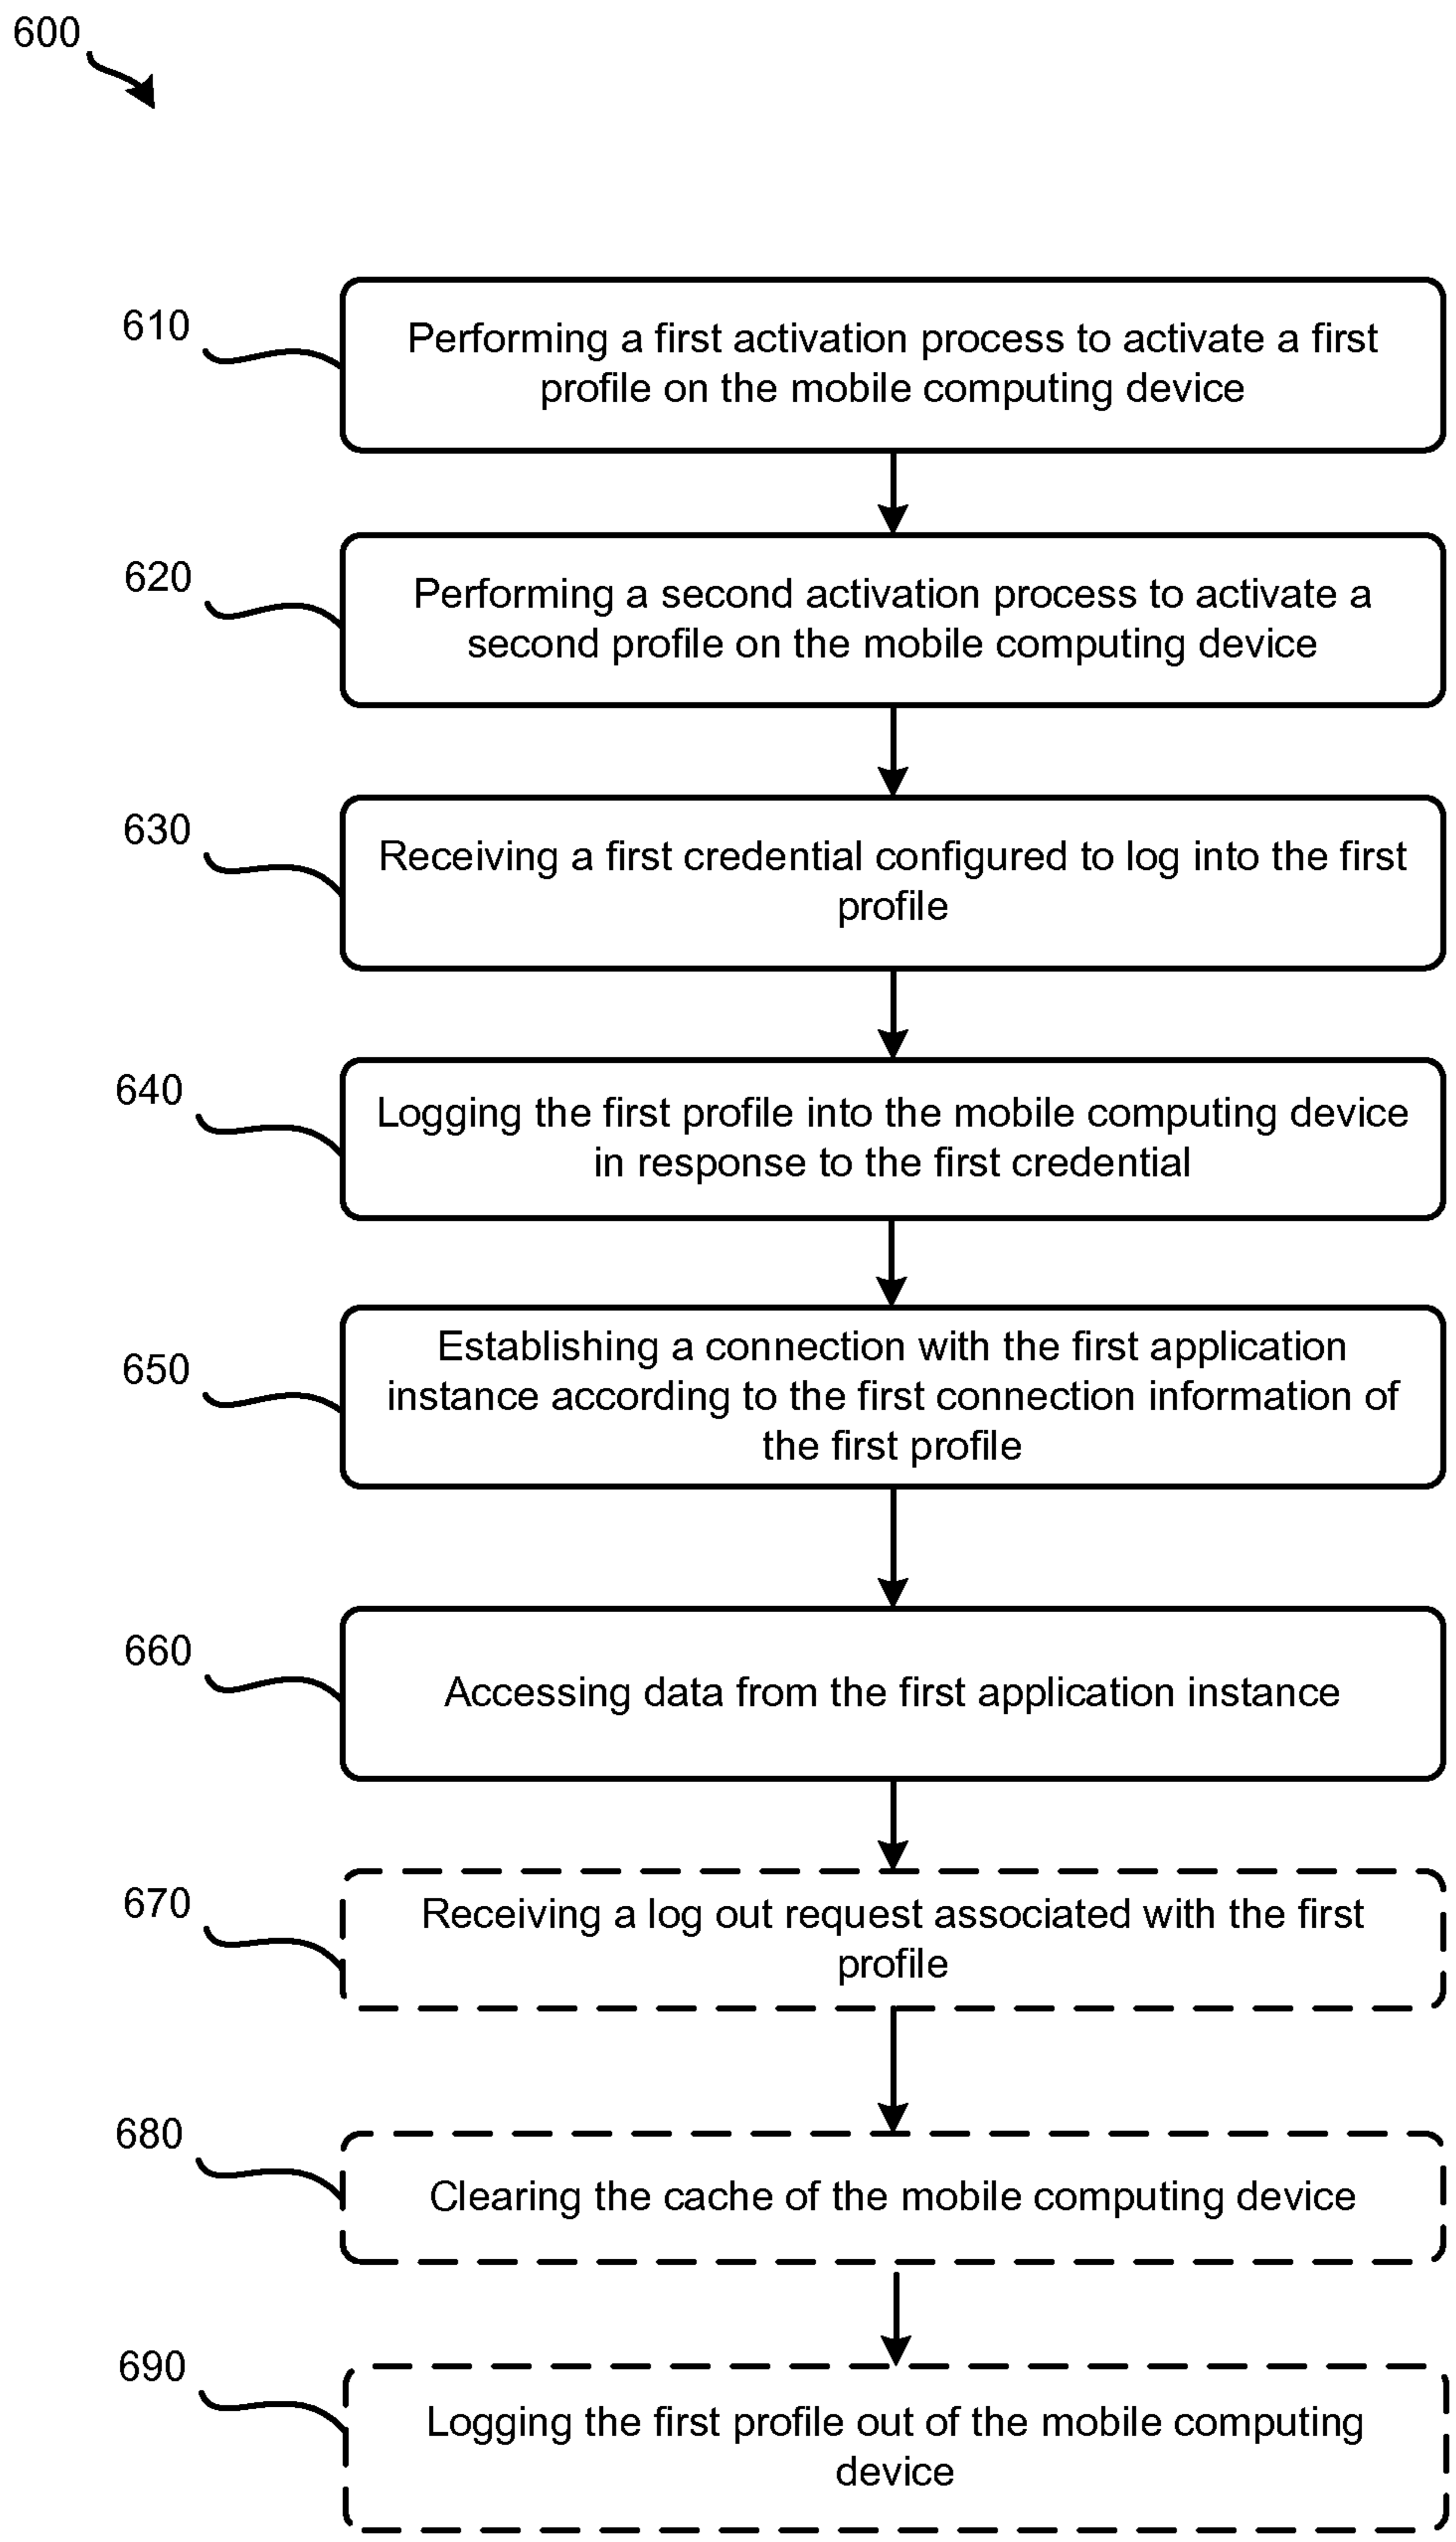 600
610
Performing a first activation process to activate a first
profile on the mobile computing device
620
Performing a second activation process to activate a
second profile on the mobile computing device
630
Receiving a first credential configured to log into the first
profile
640
Logging the first profile into the mobile computing device
in response to the first credential
650
Establishing a connection with the first application
instance according to the first connection information of
the first profile
660
Accessing data from the first application instance
670
Receiving a log out request associated with the first
profile
680
Clearing the cache of the mobile computing device
690
Logging the first profile out of the mobile computing
device